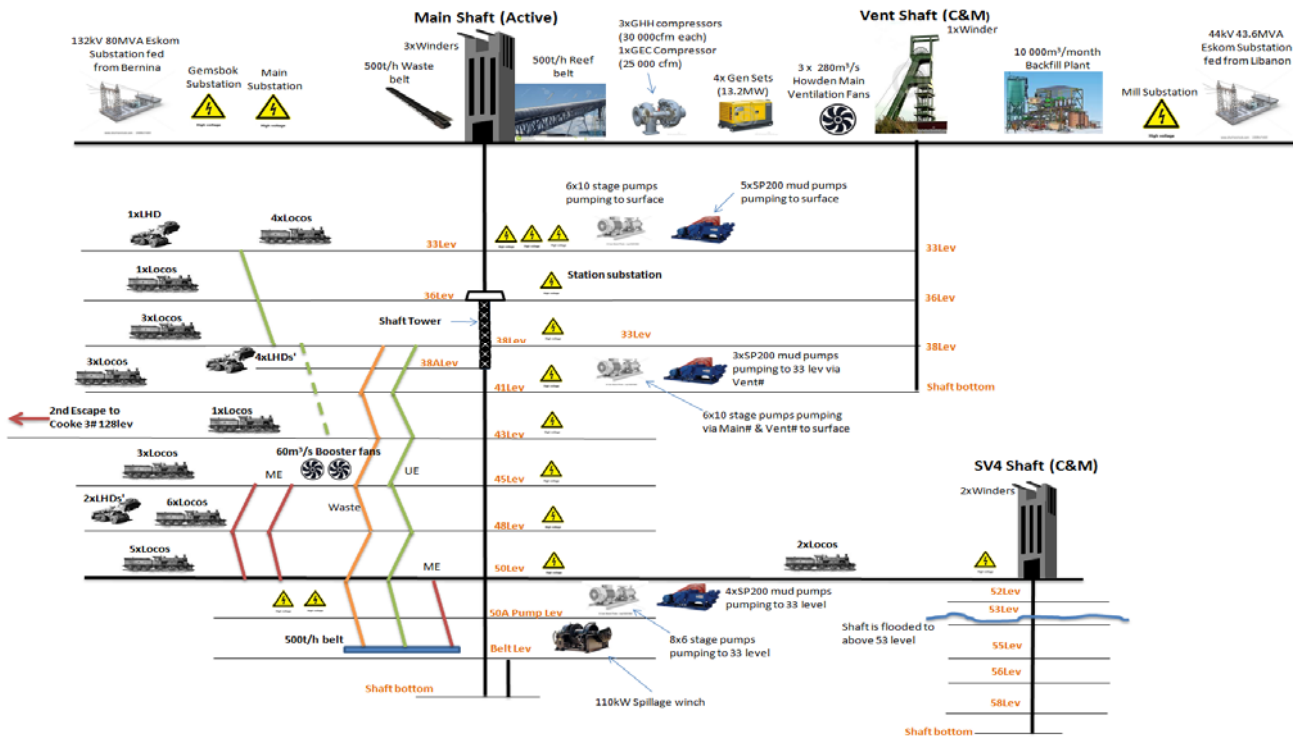 Main Shaft (Active)
Vent Shaft (C&M)
132kV 80MVA Eskom
Substation fed
from Bernina
Gemsbok
Substation
Main
Substation
500t/h Waste
belt
3xWinders
500t/h Reef
belt
3xGHH compressors
(30 000cfm each)
1xGEC Compressor
(25 000 cfm)
4x Gen Sets
(13.2MW)
3 x 280m³/s
Howden Main
Ventilation Fans
1xWinder
10 000m³/month
Backfill Plant
Mill Substation
44kV 43.6MVA
Eskom Substation
fed from Libanon
High voltage
High voltage
High voltage
6x10 stage pumps
pumping to surface
5xSP200 mud pumps
pumping to surface
1xLHD
4xLocos
33Lev
33Lev
1xLocos
Station substation
36Lev
36Lev
3xLocos
Shaft Tower
38Lev
33Lev
38Lev
3xLocos
4xLHDs'
38ALev
3xSP200 mud pumps
pumping to 33 lev via
Vent#
41Lev
Shaft bottom
2nd Escape to
Cooke 3# 128lev
1xLocos
6x10 stage pumps pumping
via Main# & Vent# to surface
43Lev
3xLocos
60m³/s Booster fans
ME
UE
45Lev
SV4 Shaft (C&M)
2xWinders
2xLHDs'
6xLocos
Waste
48Lev
5xLocos
ME
50Lev
2xLocos
4xSP200 mud pumps
pumping to 33 level
52Lev
50A Pump Lev
53Lev
Shaft is flooded to
above 53 level
500t/h belt
8x6 stage pumps
pumping to 33 level
Belt Lev
55Lev
56Lev
Shaft bottom
110kW Spillage winch
58Lev
Shaft bottom